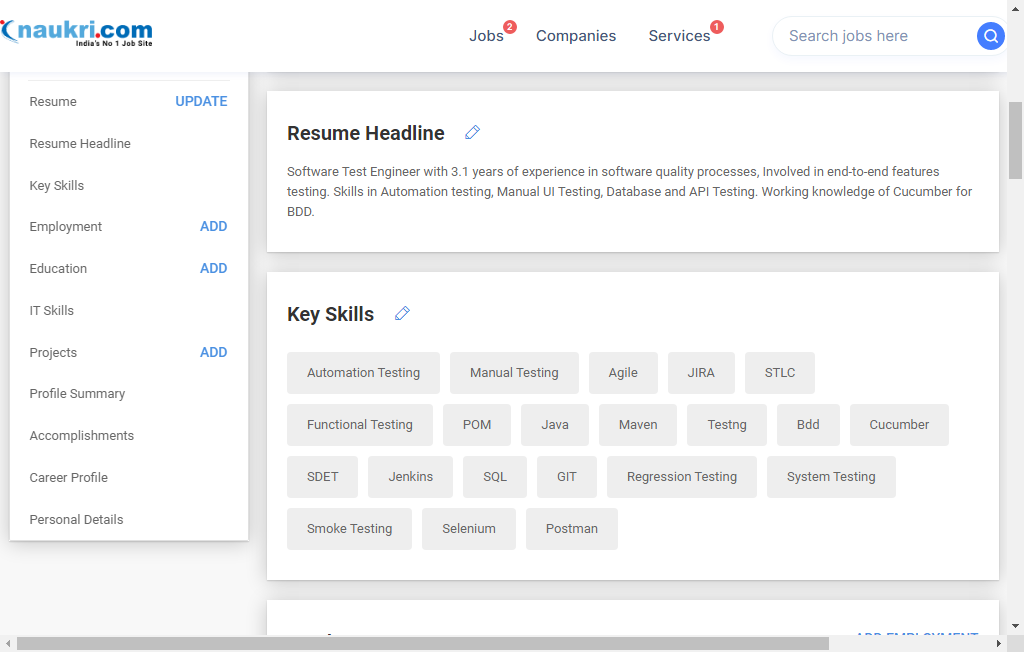 naukri.com
India's No 1 Job Site
Jobs 2 Companies Services 1 Search jobs here
Resume UPDATE
Resume Headline
Key Skills
Employment ADD
Education ADD
IT Skills
Projects ADD
Profile Summary
Accomplishments
Career Profile
Personal Details
Resume Headline
Software Test Engineer with 3.1 years of experience in software quality processes, Involved in end-to-end features
testing. Skills in Automation testing, Manual UI Testing, Database and API Testing. Working knowledge of Cucumber for
BDD.
Key Skills
Automation Testing Manual Testing Agile JIRA STLC
Functional Testing POM Java Maven Testng Bdd Cucumber
SDET Jenkins SQL GIT Regression Testing System Testing
Smoke Testing Selenium Postman
ADD EMPLOYMENT